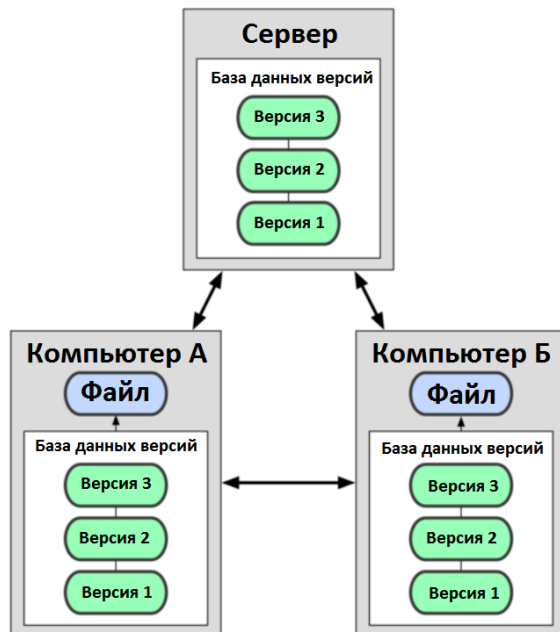 Сервер
База данных версий
Версия 3
Версия 2
Версия 1
Компьютер А
Файл
База данных версий
Версия 3
Версия 2
Версия 1
Компьютер Б
Файл
База данных версий
Версия 3
Версия 2
Версия 1